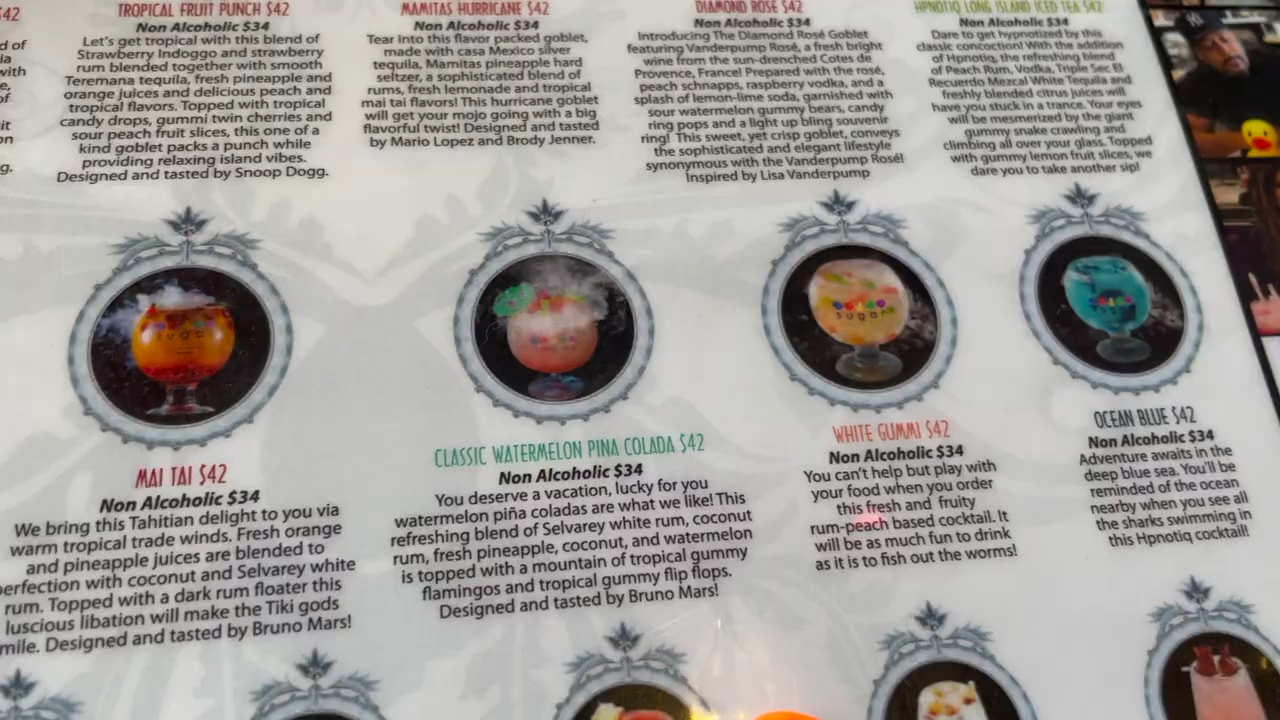 $42
d of
ia
with
e,
of
it
on
g.
TROPICAL FRUIT PUNCH $42
Non Alcoholic $34
Let's get tropical with this blend of
Strawberry Indoggo and strawberry
rum blended together with smooth
Teremana tequila, fresh pineapple and
orange juices and delicious peach and
tropical flavors. Topped with tropical
candy drops, gummi twin cherries and
sour peach fruit slices, this one of a
kind goblet packs a punch while
providing relaxing island vibes.
Designed and tasted by Snoop Dogg.
MAMITAS HURRICANE $42
Non Alcoholic $34
Tear into this flavor packed goblet,
made with casa Mexico silver
tequila, Mamitas pineapple hard
seltzer, a sophisticated blend of
rums, fresh lemonade and tropical
mai tai flavors! This hurricane goblet
will get your mojo going with a big
flavorful twist! Designed and tasted
by Mario Lopez and Brody Jenner.
DIAMOND ROSÉ $42
Non Alcoholic $34
Introducing The Diamond Rosé Goblet
featuring Vanderpump Rosé, a fresh bright
wine from the sun-drenched Cotes de
Provence, France! Prepared with the rosé,
peach schnapps, raspberry vodka, and a
splash of lemon-lime soda, garnished with
sour watermelon gummy bears, candy
ring pops and a light up bling souvenir
ring! This sweet, yet crisp goblet, conveys
the sophisticated and elegant lifestyle
synonymous with the Vanderpump Rosé!
Inspired by Lisa Vanderpump
HPNOTIQ LONG ISLAND ICED TEA $42
Non Alcoholic $34
Dare to get hypnotized by this
classic concoction! With the addition
of Hpnotiq, the refreshing blend
of Peach Rum, Vodka, Triple Sec El
Recuerdo Mezcal White Tequila and
freshly blended citrus juices will
have you stuck in a trance. Your eyes
will be mesmerized by the giant
gummy snake crawling and
climbing all over your glass. Topped
with gummy lemon fruit slices, we
dare you to take another sip!
MAI TAI $42
Non Alcoholic $34
We bring this Tahitian delight to you via
warm tropical trade winds. Fresh orange
and pineapple juices are blended to
perfection with coconut and Selvarey white
rum. Topped with a dark rum floater this
luscious libation will make the Tiki gods
mile. Designed and tasted by Bruno Mars!
CLASSIC WATERMELON PINA COLADA $42
Non Alcoholic $34
You deserve a vacation, lucky for you
watermelon piña coladas are what we like! This
refreshing blend of Selvarey white rum, coconut
rum, fresh pineapple, coconut, and watermelon
is topped with a mountain of tropical gummy
flamingos and tropical gummy flip flops.
Designed and tasted by Bruno Mars!
sugar
WHITE GUMMI $42
Non Alcoholic $34
You can't help but play with
your food when you order
this fresh and fruity
rum-peach based cocktail. It
will be as much fun to drink
as it is to fish out the worms!
OCEAN BLUE $42
Non Alcoholic $34
Adventure awaits in the
deep blue sea. You'll be
reminded of the ocean
nearby when you see all
the sharks swimming in
this Hpnotiq cocktail!